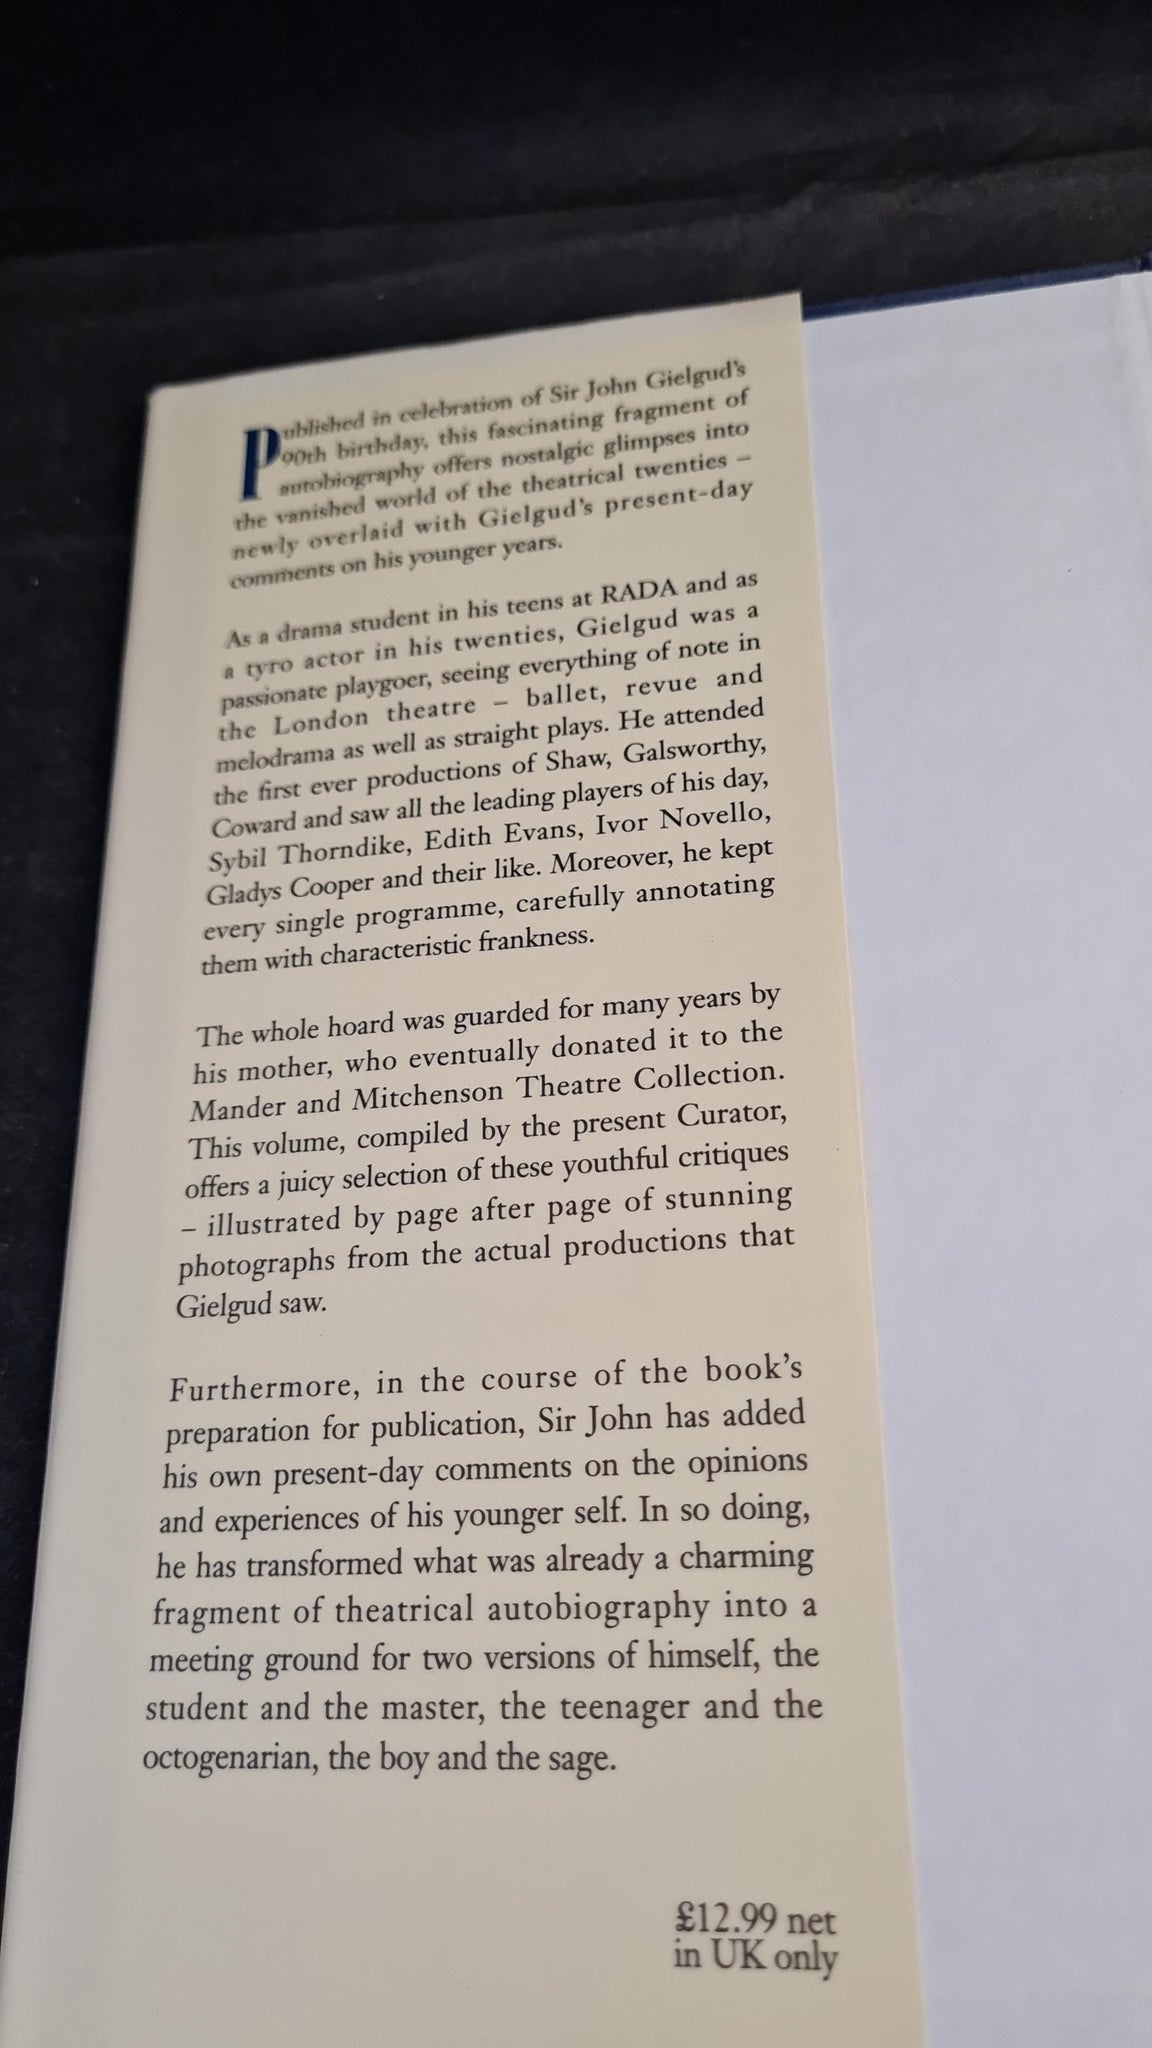 Published in celebration of Sir John Gielgud's
90th birthday, this fascinating fragment of
autobiography offers nostalgic glimpses into
the vanished world of the theatrical twenties –
newly overlaid with Gielgud's present-day
comments on his younger years.
As a drama student in his teens at RADA and as
a tyro actor in his twenties, Gielgud was a
passionate playgoer, seeing everything of note in
the London theatre – ballet, revue and
melodrama as well as straight plays. He attended
the first ever productions of Shaw, Galsworthy,
Coward and saw all the leading players of his day,
Sybil Thorndike, Edith Evans, Ivor Novello,
Gladys Cooper and their like. Moreover, he kept
every single programme, carefully annotating
them with characteristic frankness.
The whole hoard was guarded for many years by
his mother, who eventually donated it to the
Mander and Mitchenson Theatre Collection.
This volume, compiled by the present Curator,
offers a juicy selection of these youthful critiques
– illustrated by page after page of stunning
photographs from the actual productions that
Gielgud saw.
Furthermore, in the course of the book's
preparation for publication, Sir John has added
his own present-day comments on the opinions
and experiences of his younger self. In so doing,
he has transformed what was already a charming
fragment of theatrical autobiography into a
meeting ground for two versions of himself, the
student and the master, the teenager and the
octogenarian, the boy and the sage.
£12.99 net
in UK only